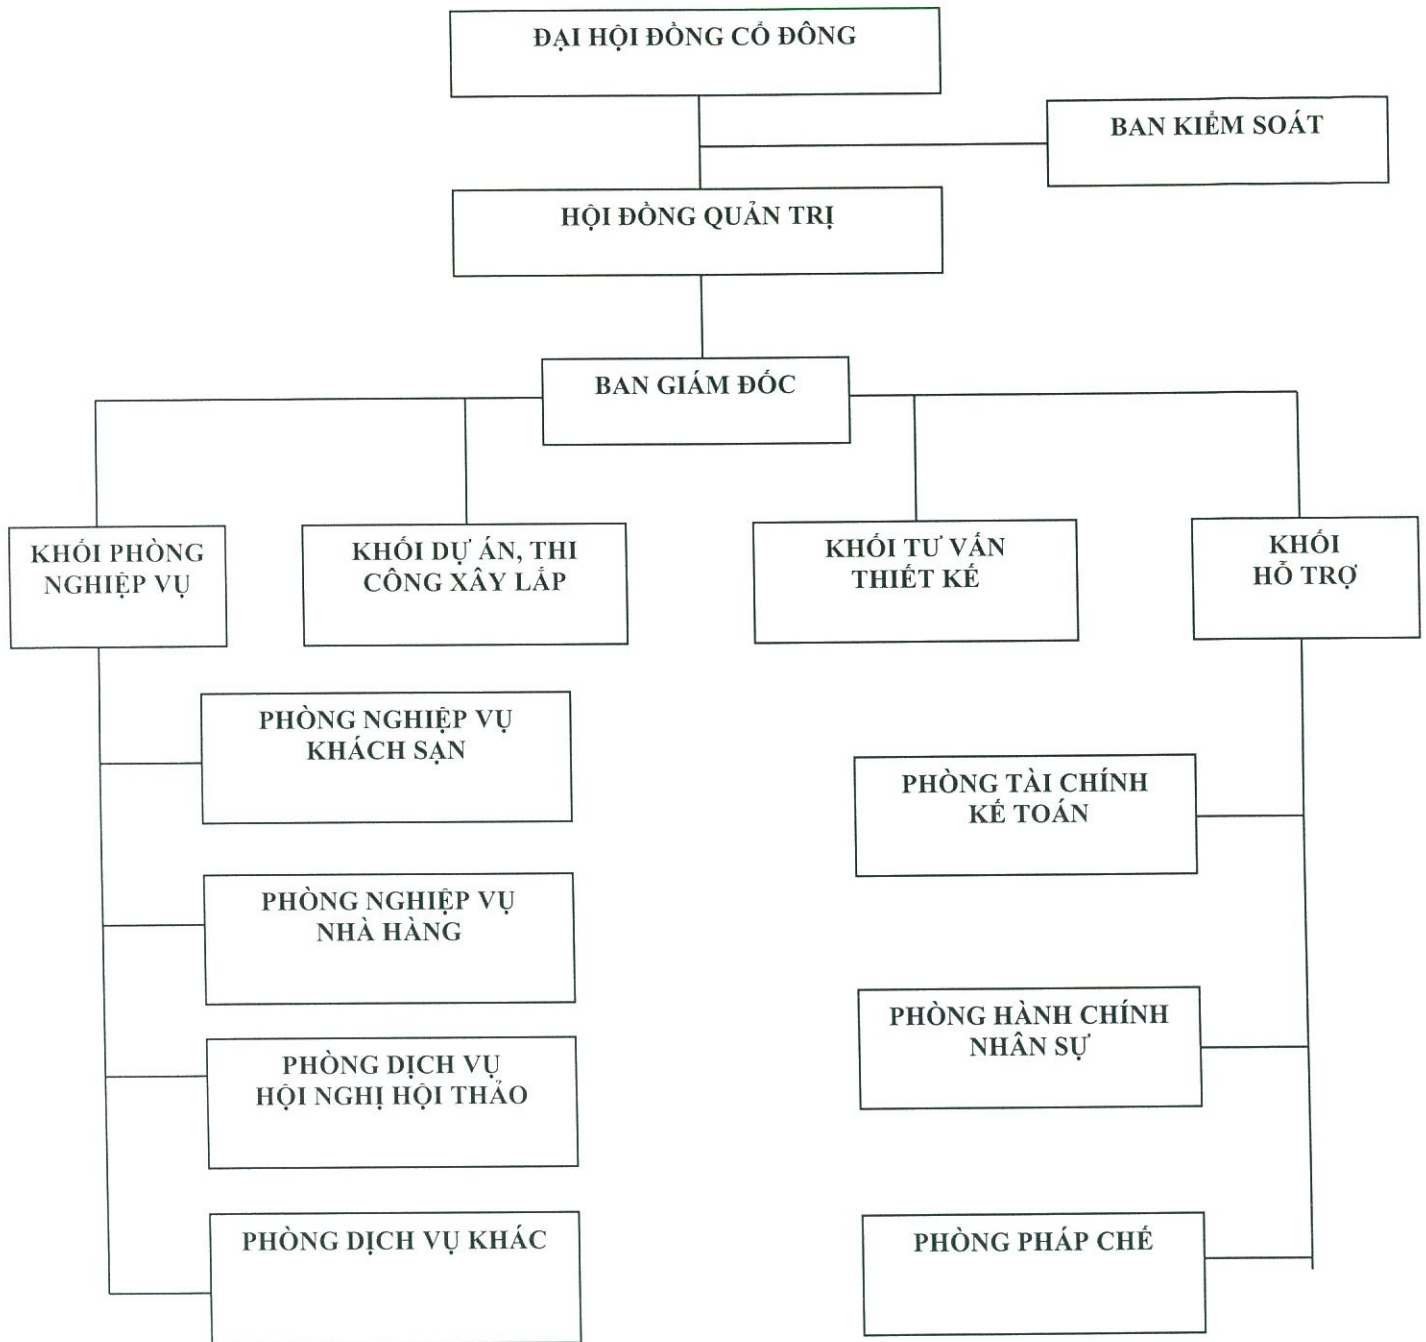 ĐẠI HỘI ĐỒNG CỔ ĐÔNG
BAN KIỂM SOÁT
HỘI ĐỒNG QUẢN TRỊ
BAN GIÁM ĐỐC
KHỐI PHÒNG
NGHIỆP VỤ
KHỐI DỰ ÁN, THI
CÔNG XÂY LẮP
KHỐI TƯ VẤN
THIẾT KẾ
KHỐI
HỖ TRỢ
PHÒNG NGHIỆP VỤ
KHÁCH SẠN
PHÒNG TÀI CHÍNH
KẾ TOÁN
PHÒNG NGHIỆP VỤ
NHÀ HÀNG
PHÒNG HÀNH CHÍNH
NHÂN SỰ
PHÒNG DỊCH VỤ
HỘI NGHỊ HỘI THẢO
PHÒNG DỊCH VỤ KHÁC
PHÒNG PHÁP CHẾ